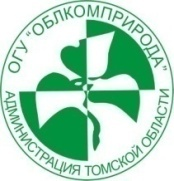 ОГУ "ОБЛКОМПРИРОДА"
АДМИНИСТРАЦИЯ ТОМСКОЙ ОБЛАСТИ